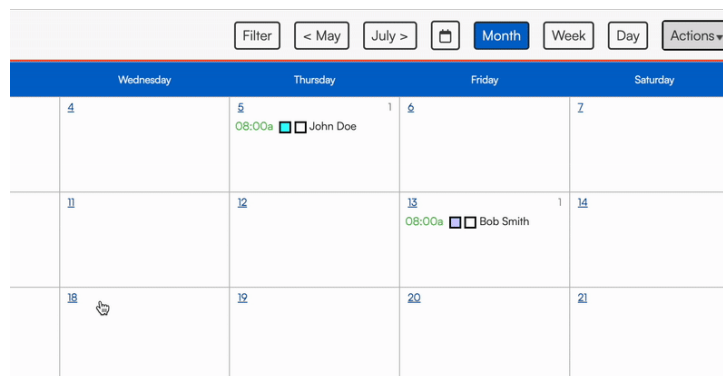 Filter < May July > Month Week Day Actions▾
Wednesday Thursday Friday Saturday
4 5 1 6 7
08:00a John Doe
11 12 13 1 14
08:00a Bob Smith
18 19 20 21